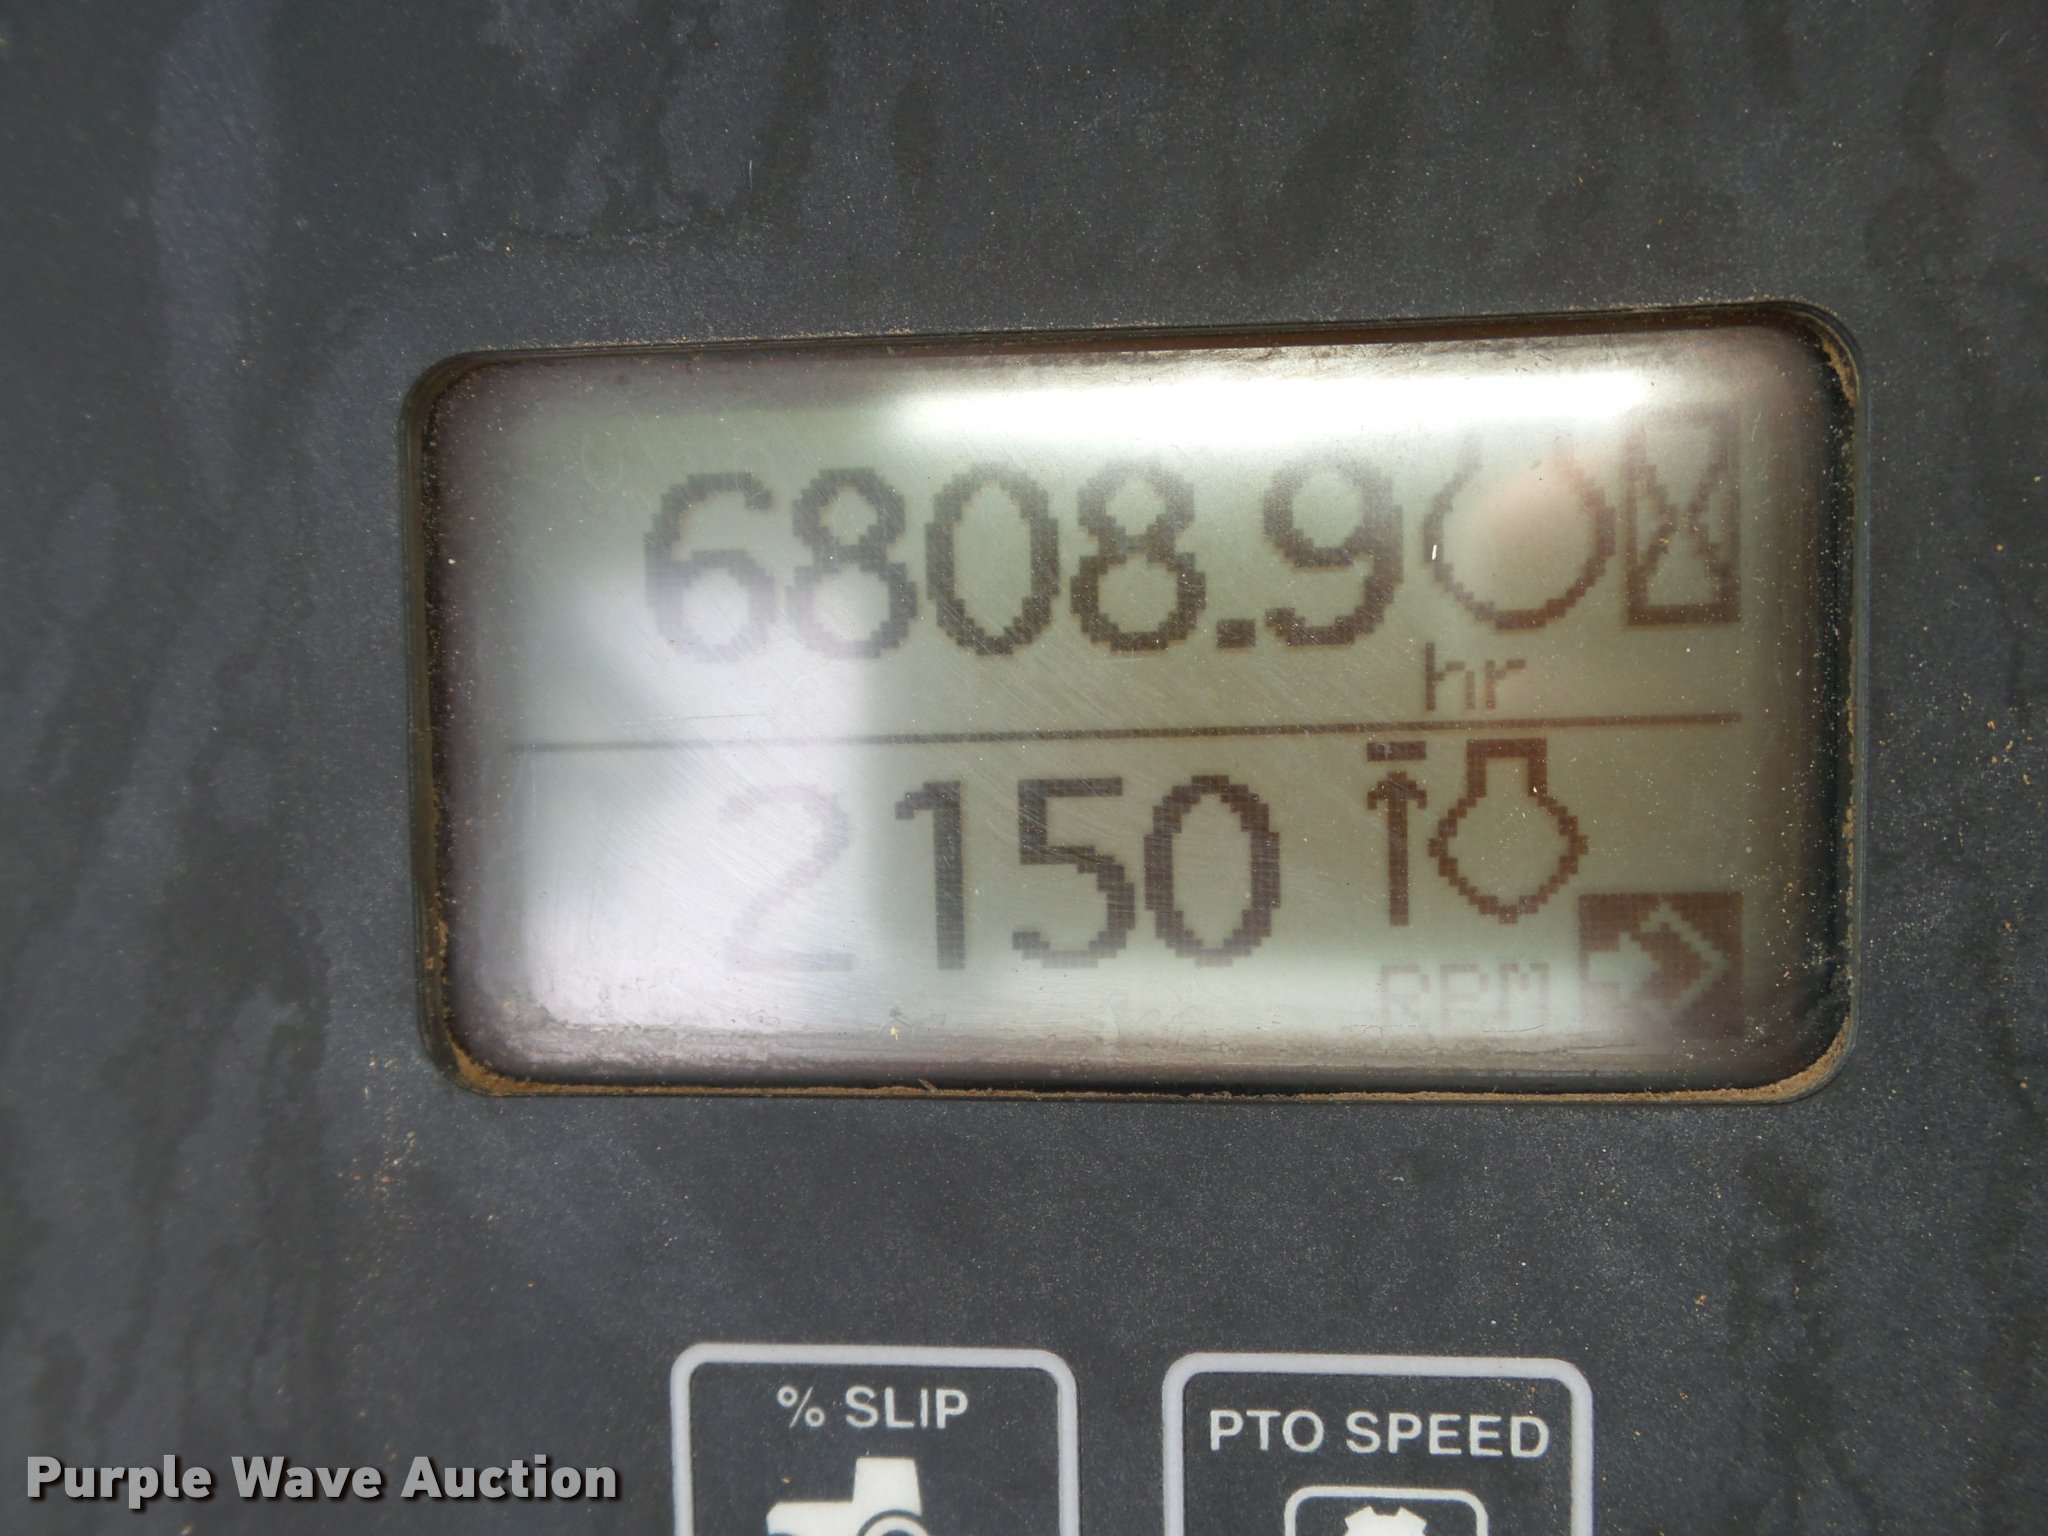 6808.9
hr
2150
RPM
% SLIP
PTO SPEED
Purple Wave Auction